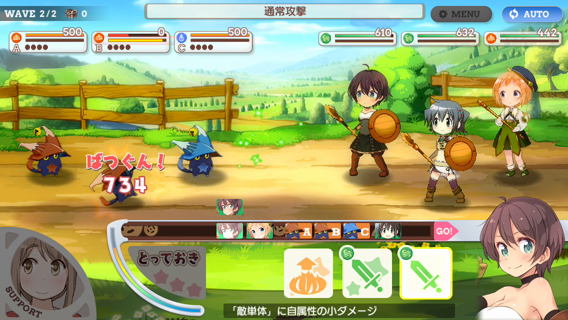 WAVE 2/2 0
通常攻撃
MENU
AUTO
500
0
500
610
632
442
A
B
C
ばつぐん!
734
A
B
C
GO!
とっておき
SUPPORT
「敵単体」に自属性の小ダメージ